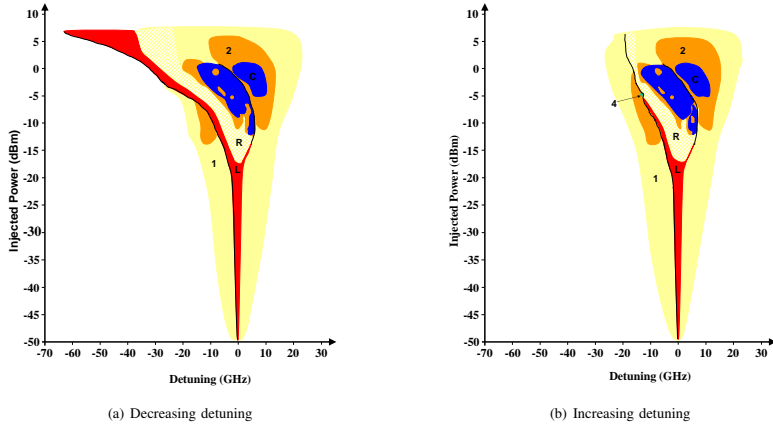 10
5
0
-5
-10
-15
-20
-25
-30
-35
-40
-45
-50
Injected Power (dBm)
2
C
R
1
L
-70 -60 -50 -40 -30 -20 -10 0 10 20 30
Detuning (GHz)
(a) Decreasing detuning
10
5
0
-5
-10
-15
-20
-25
-30
-35
-40
-45
-50
Injected Power (dBm)
2
C
4
R
1
L
-70 -60 -50 -40 -30 -20 -10 0 10 20 30
Detuning (GHz)
(b) Increasing detuning